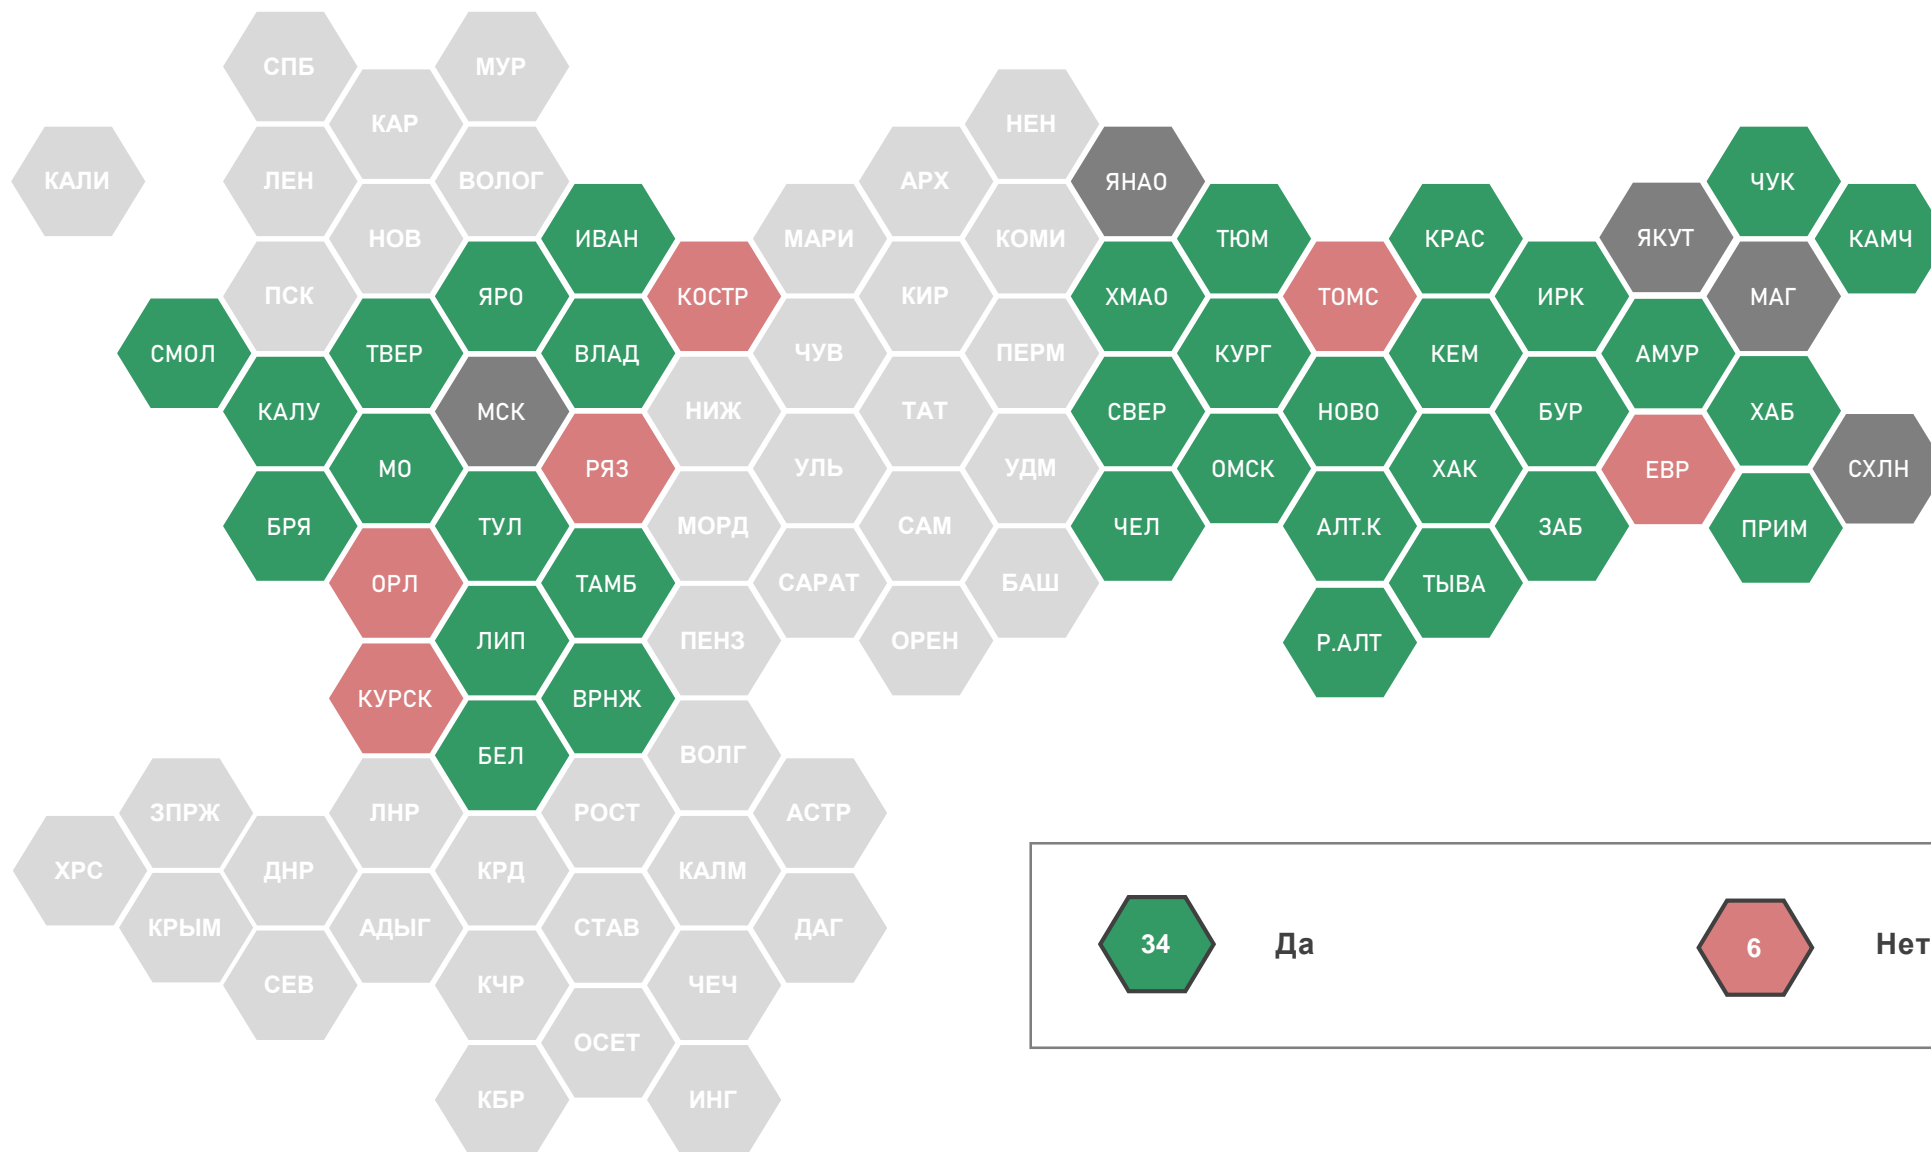 СПБ
МУР
КАР
НЕН
КАЛИ
ЛЕН
ВОЛОГ
АРХ
ЯНАО
ЧУК
НОВ
ИВАН
МАРИ
КОМИ
ТЮМ
КРАС
ЯКУТ
КАМЧ
ПСК
ЯРО
КОСТР
КИР
ХМАО
ТОМС
ИРК
МАГ
СМОЛ
ТВЕР
ВЛАД
ЧУВ
ПЕРМ
КУРГ
КЕМ
АМУР
КАЛУ
МСК
НИЖ
ТАТ
СВЕР
НОВО
БУР
ХАБ
МО
РЯЗ
УЛЬ
УДМ
ОМСК
ХАК
ЕВР
СХЛН
БРЯ
ТУЛ
МОРД
САМ
ЧЕЛ
АЛТ.К
ЗАБ
ПРИМ
ОРЛ
ТАМБ
САРАТ
БАШ
ТЫВА
ЛИП
ПЕНЗ
ОРЕН
Р.АЛТ
КУРСК
ВРНЖ
БЕЛ
ВОЛГ
ЗПРЖ
ЛНР
РОСТ
АСТР
ХРС
ДНР
КРД
КАЛМ
КРЫМ
АДЫГ
СТАВ
ДАГ
34
Да
6
Нет
СЕВ
КЧР
ЧЕЧ
ОСЕТ
КБР
ИНГ